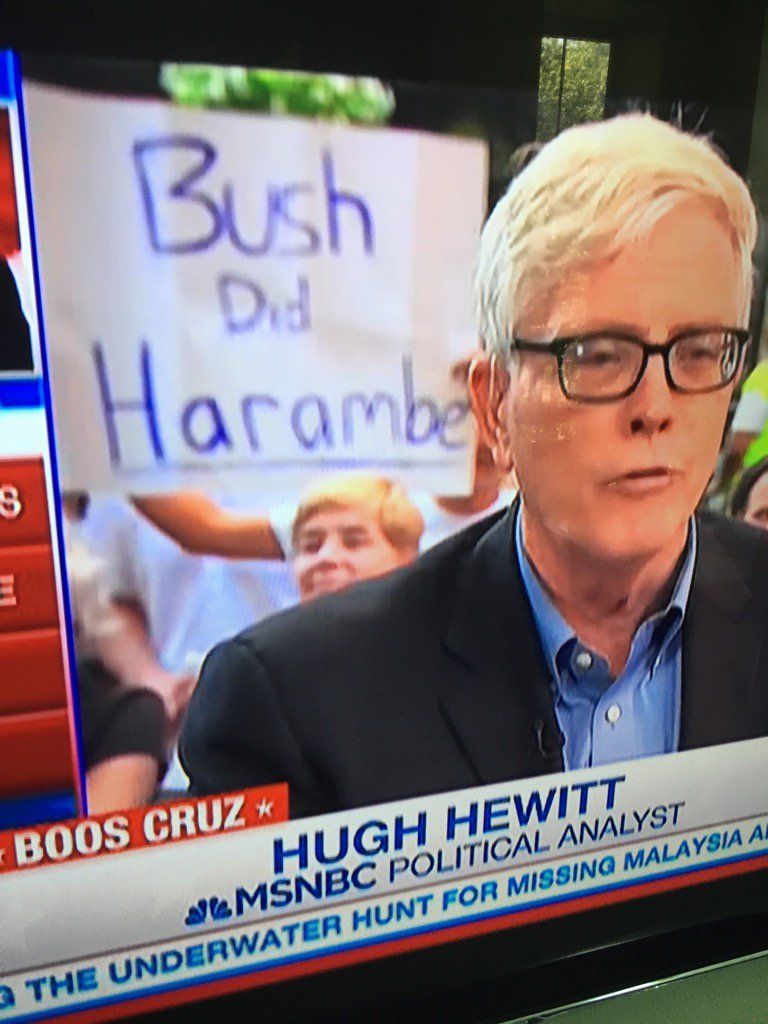 Bush
Did
Harambe
S
E
BOOS CRUZ
HUGH HEWITT
MSNBC POLITICAL ANALYST
THE UNDERWATER HUNT FOR MISSING MALAYSIA